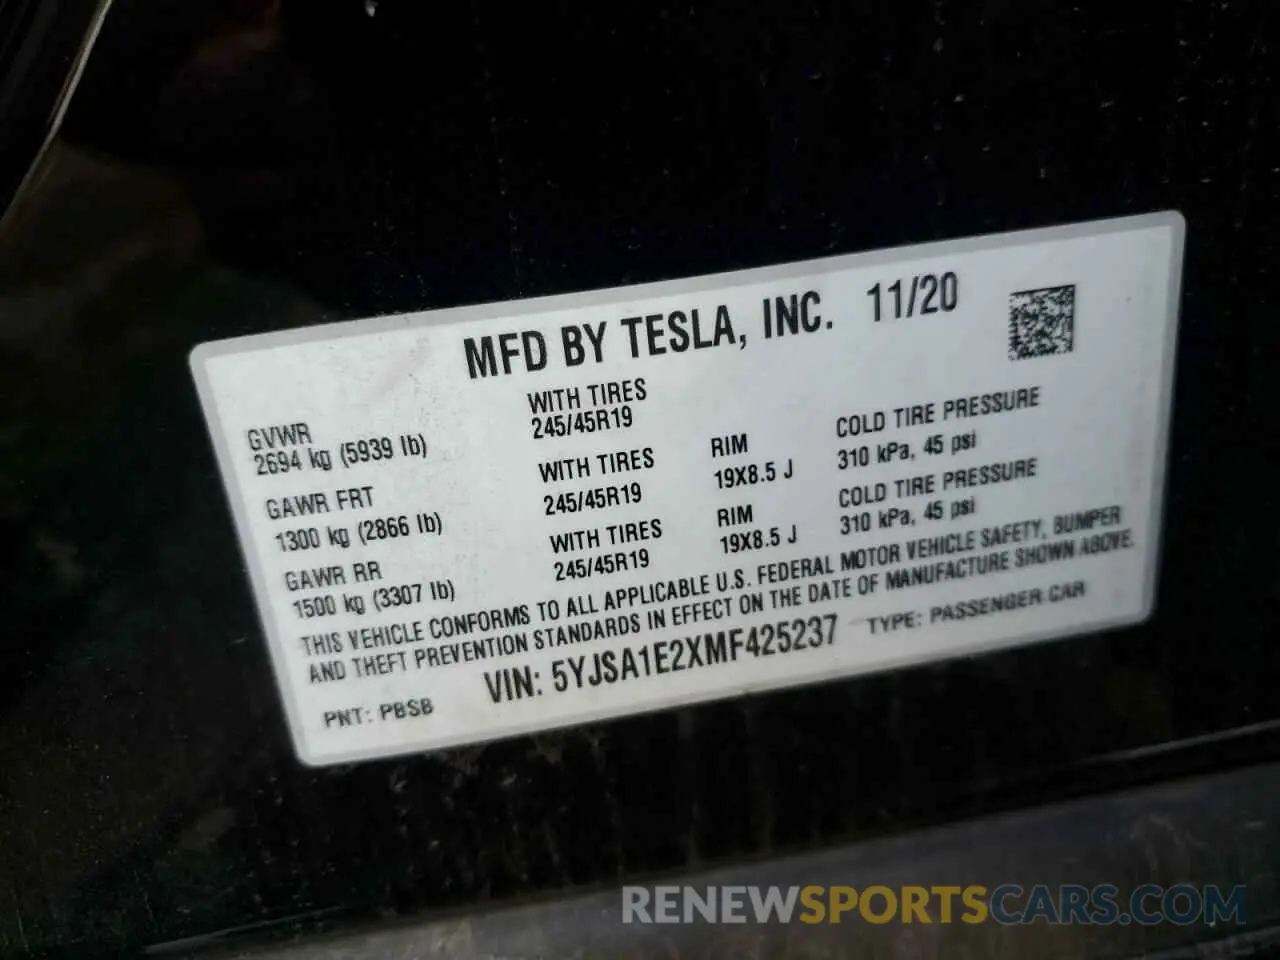 MFD BY TESLA, INC. 11/20
GVWR WITH TIRES
2694 kg (5939 lb) 245/45R19
GAWR FRT WITH TIRES RIM COLD TIRE PRESSURE
1300 kg (2866 lb) 245/45R19 19X8.5 J 310 kPa, 45 psi
GAWR RR WITH TIRES RIM COLD TIRE PRESSURE
1500 kg (3307 lb) 245/45R19 19X8.5 J 310 kPa, 45 psi
THIS VEHICLE CONFORMS TO ALL APPLICABLE U.S. FEDERAL MOTOR VEHICLE SAFETY, BUMPER
AND THEFT PREVENTION STANDARDS IN EFFECT ON THE DATE OF MANUFACTURE SHOWN ABOVE.
PNT: PBSB VIN: 5YJSA1E2XMF425237 TYPE: PASSENGER CAR
RENEWSPORTSCARS.COM